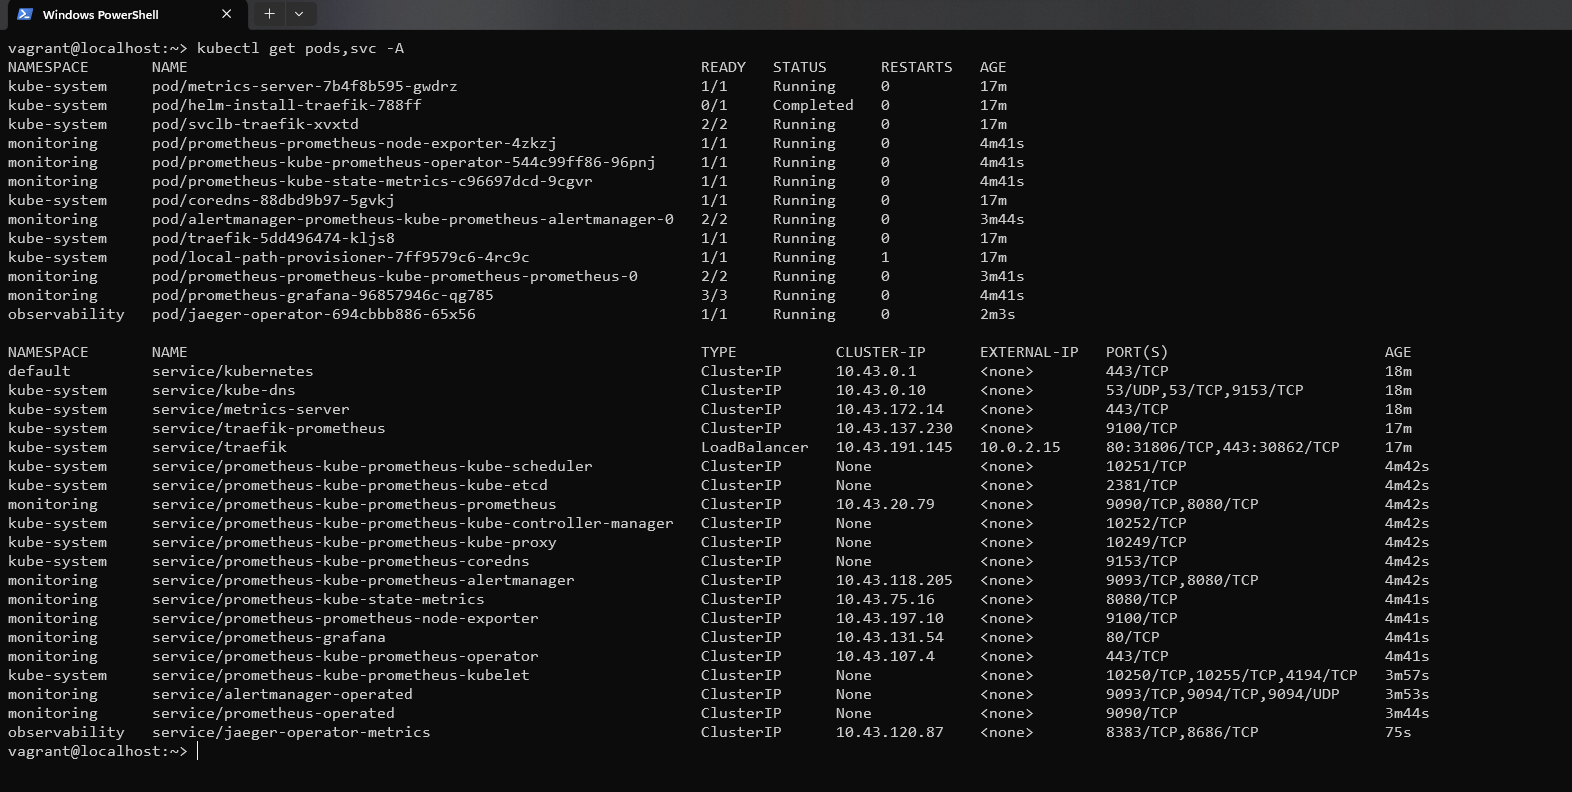 Windows PowerShell
vagrant@localhost:~> kubectl get pods,svc -A
NAMESPACE NAME READY STATUS RESTARTS AGE
kube-system pod/metrics-server-7b4f8b595-gwdrz 1/1 Running 0 17m
kube-system pod/helm-install-traefik-788ff 0/1 Completed 0 17m
kube-system pod/svclb-traefik-xvxtd 2/2 Running 0 17m
monitoring pod/prometheus-prometheus-node-exporter-4zkzj 1/1 Running 0 4m41s
monitoring pod/prometheus-kube-prometheus-operator-544c99ff86-96pnj 1/1 Running 0 4m41s
monitoring pod/prometheus-kube-state-metrics-c96697dcd-9cgvr 1/1 Running 0 4m41s
kube-system pod/coredns-88dbd9b97-5gvkj 1/1 Running 0 17m
monitoring pod/alertmanager-prometheus-kube-prometheus-alertmanager-0 2/2 Running 0 3m44s
kube-system pod/traefik-5dd496474-kljs8 1/1 Running 0 17m
kube-system pod/local-path-provisioner-7ff9579c6-4rc9c 1/1 Running 1 17m
monitoring pod/prometheus-prometheus-kube-prometheus-prometheus-0 2/2 Running 0 3m41s
monitoring pod/prometheus-grafana-96857946c-qg785 3/3 Running 0 4m41s
observability pod/jaeger-operator-694cbbb886-65x56 1/1 Running 0 2m3s
NAMESPACE NAME TYPE CLUSTER-IP EXTERNAL-IP PORT(S) AGE
default service/kubernetes ClusterIP 10.43.0.1 <none> 443/TCP 18m
kube-system service/kube-dns ClusterIP 10.43.0.10 <none> 53/UDP,53/TCP,9153/TCP 18m
kube-system service/metrics-server ClusterIP 10.43.172.14 <none> 443/TCP 18m
kube-system service/traefik-prometheus ClusterIP 10.43.137.230 <none> 9100/TCP 17m
kube-system service/traefik LoadBalancer 10.43.191.145 10.0.2.15 80:31806/TCP,443:30862/TCP 17m
kube-system service/prometheus-kube-prometheus-kube-scheduler ClusterIP None <none> 10251/TCP 4m42s
kube-system service/prometheus-kube-prometheus-kube-etcd ClusterIP None <none> 2381/TCP 4m42s
monitoring service/prometheus-kube-prometheus-prometheus ClusterIP 10.43.20.79 <none> 9090/TCP,8080/TCP 4m42s
kube-system service/prometheus-kube-prometheus-kube-controller-manager ClusterIP None <none> 10252/TCP 4m42s
kube-system service/prometheus-kube-prometheus-kube-proxy ClusterIP None <none> 10249/TCP 4m42s
kube-system service/prometheus-kube-prometheus-coredns ClusterIP None <none> 9153/TCP 4m42s
monitoring service/prometheus-kube-prometheus-alertmanager ClusterIP 10.43.118.205 <none> 9093/TCP,8080/TCP 4m42s
monitoring service/prometheus-kube-state-metrics ClusterIP 10.43.75.16 <none> 8080/TCP 4m41s
monitoring service/prometheus-prometheus-node-exporter ClusterIP 10.43.197.10 <none> 9100/TCP 4m41s
monitoring service/prometheus-grafana ClusterIP 10.43.131.54 <none> 80/TCP 4m41s
monitoring service/prometheus-kube-prometheus-operator ClusterIP 10.43.107.4 <none> 443/TCP 4m41s
kube-system service/prometheus-kube-prometheus-kubelet ClusterIP None <none> 10250/TCP,10255/TCP,4194/TCP 3m57s
monitoring service/alertmanager-operated ClusterIP None <none> 9093/TCP,9094/TCP,9094/UDP 3m53s
monitoring service/prometheus-operated ClusterIP None <none> 9090/TCP 3m44s
observability service/jaeger-operator-metrics ClusterIP 10.43.120.87 <none> 8383/TCP,8686/TCP 75s
vagrant@localhost:~>